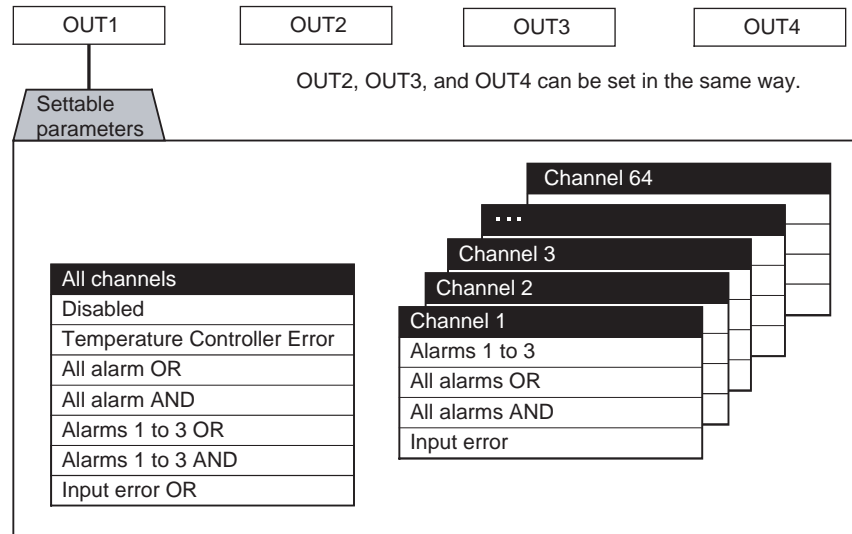 OUT1
OUT2
OUT3
OUT4
OUT2, OUT3, and OUT4 can be set in the same way.
Settable
parameters
All channels
Disabled
Temperature Controller Error
All alarm OR
All alarm AND
Alarms 1 to 3 OR
Alarms 1 to 3 AND
Input error OR
Channel 64
...
Channel 3
Channel 2
Channel 1
Alarms 1 to 3
All alarms OR
All alarms AND
Input error